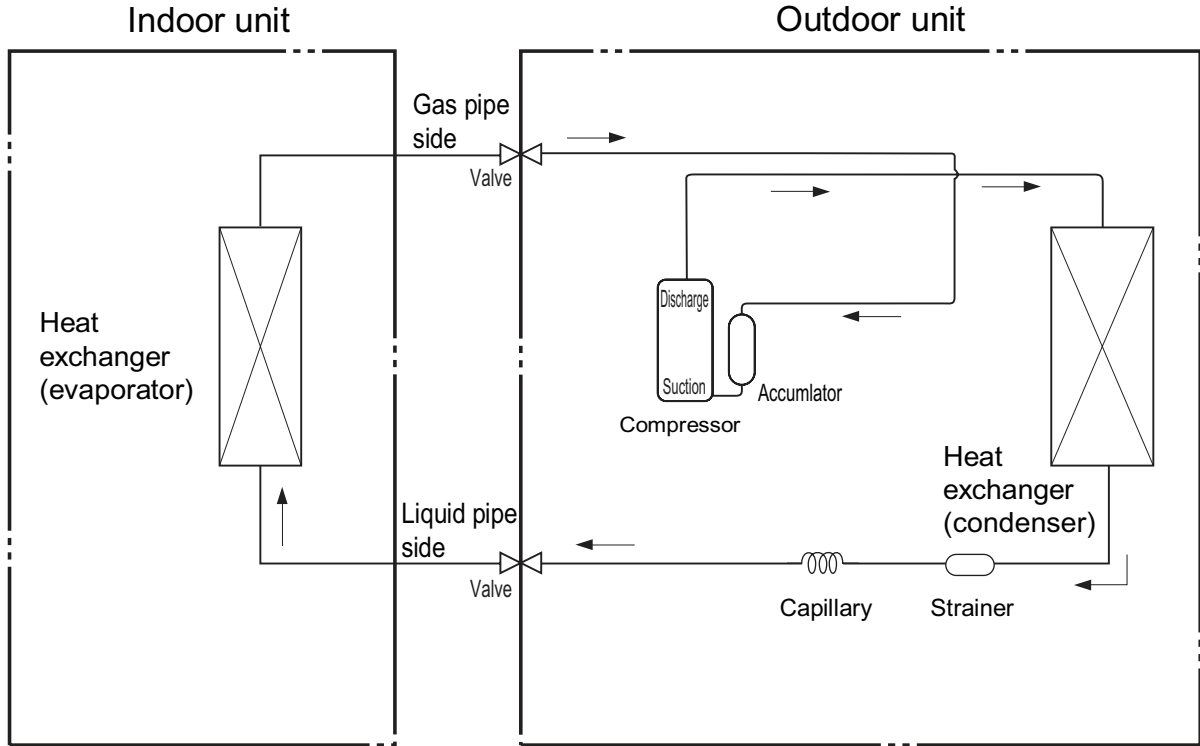 Indoor unit
Outdoor unit
Gas pipe
side
Valve
Heat
exchanger
(evaporator)
Discharge
Suction
Compressor
Accumlator
Heat
exchanger
(condenser)
Liquid pipe
side
Valve
Capillary
Strainer